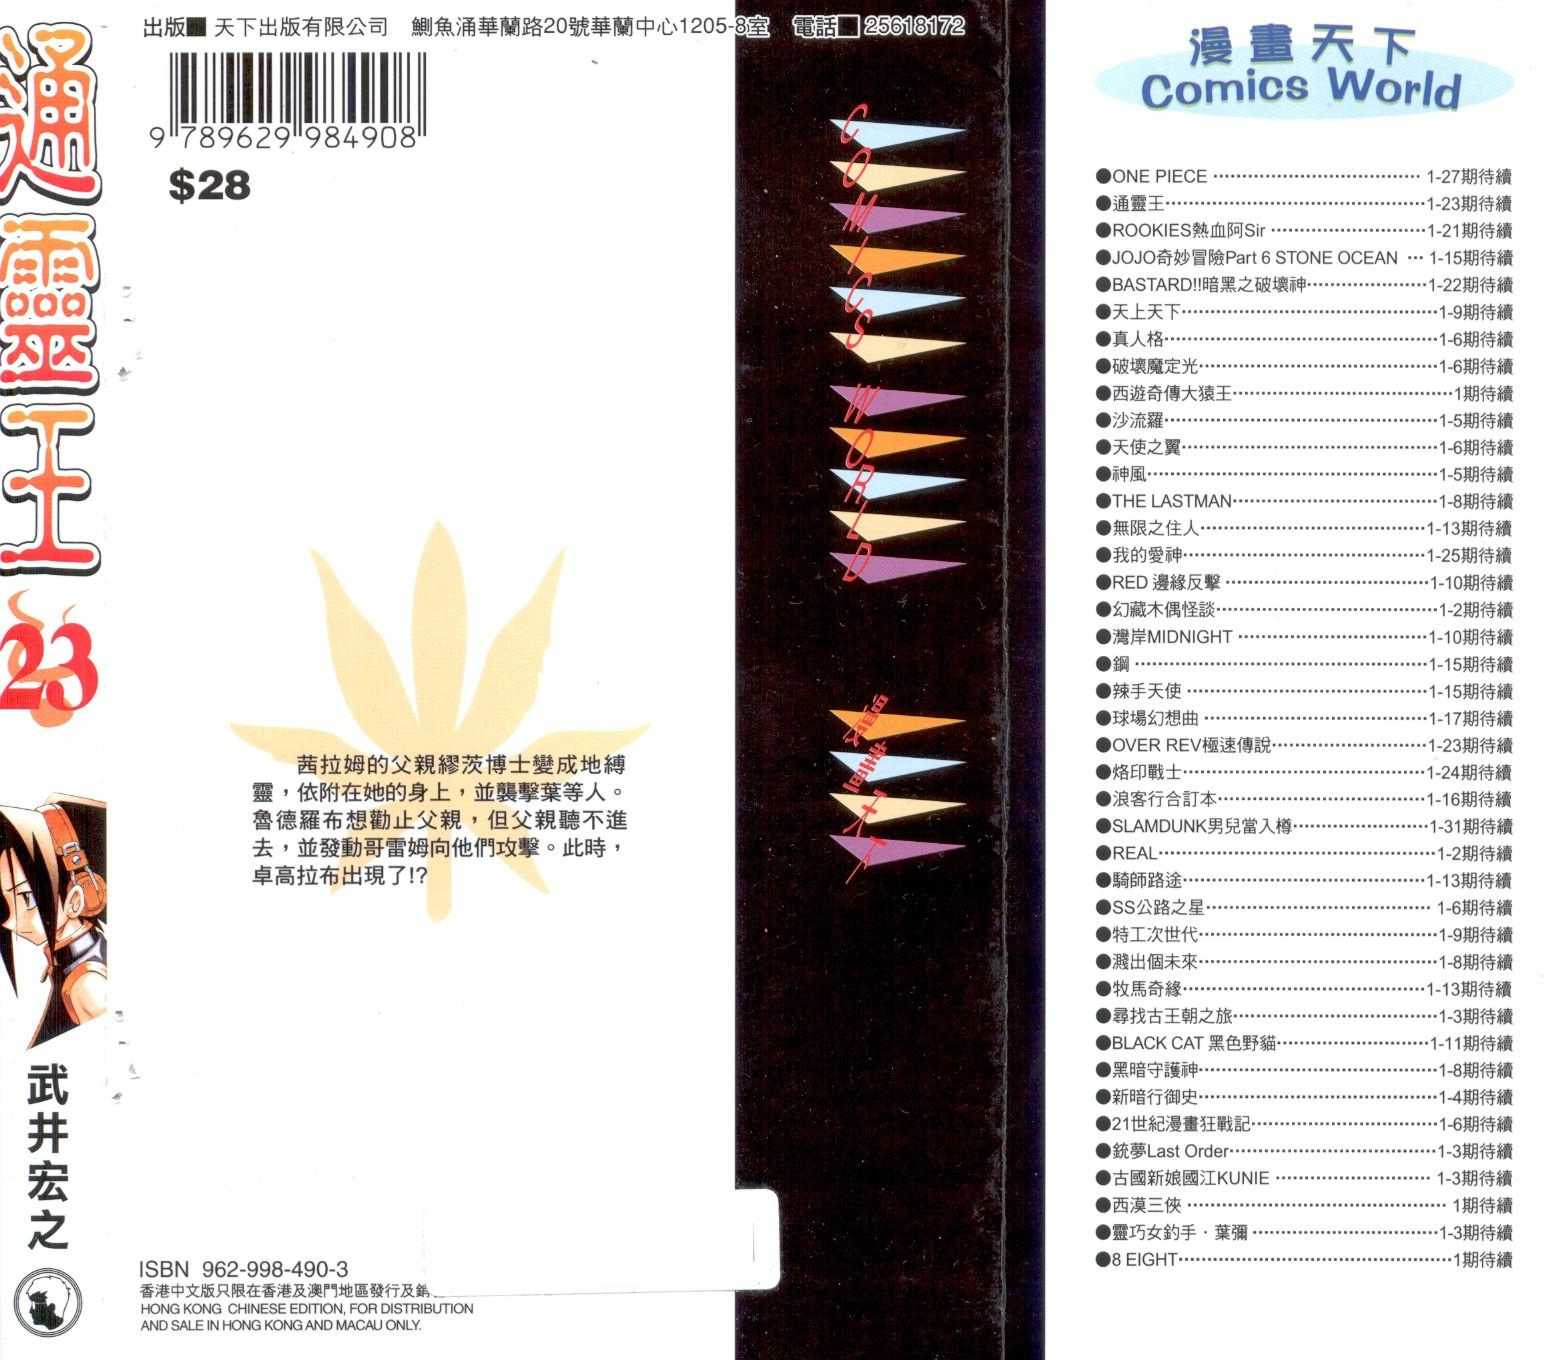 通靈王
23
武井宏之
出版 天下出版有限公司 鰂魚涌華蘭路20號華蘭中心1205-8室 電話 25618172
9 789629 984908
$28
茜拉姆的父親繆茨博士變成地縛
靈，依附在她的身上，並襲擊葉等人。
魯德羅布想勸止父親，但父親聽不進
去，並發動哥雷姆向他們攻擊。此時，
卓高拉布出現了!?
ISBN 962-998-490-3
香港中文版只限在香港及澳門地區發行及銷
HONG KONG CHINESE EDITION, FOR DISTRIBUTION
AND SALE IN HONG KONG AND MACAU ONLY.
COMICS WORLD
漫畫天下
漫畫天下
Comics World
●ONE PIECE ⋯⋯⋯⋯ 1-27期待續
●通靈王⋯⋯⋯⋯1-23期待續
●ROOKIES熱血阿Sir ⋯⋯⋯⋯1-21期待續
●JOJO奇妙冒險Part 6 STONE OCEAN ⋯ 1-15期待續
●BASTARD!!暗黑之破壞神⋯⋯⋯⋯1-22期待續
●天上天下⋯⋯⋯⋯1-9期待續
●真人格⋯⋯⋯⋯1-6期待續
●破壞魔定光⋯⋯⋯⋯1-6期待續
●西遊奇傳大猿王⋯⋯⋯⋯1期待續
●沙流羅⋯⋯⋯⋯1-5期待續
●天使之翼⋯⋯⋯⋯1-6期待續
●神風⋯⋯⋯⋯1-5期待續
●THE LASTMAN⋯⋯⋯⋯1-8期待續
●無限之住人⋯⋯⋯⋯1-13期待續
●我的愛神⋯⋯⋯⋯1-25期待續
●RED 邊緣反擊 ⋯⋯⋯⋯1-10期待續
●幻藏木偶怪談⋯⋯⋯⋯1-2期待續
●灣岸MIDNIGHT ⋯⋯⋯⋯1-10期待續
●鋼 ⋯⋯⋯⋯1-15期待續
●辣手天使 ⋯⋯⋯⋯1-15期待續
●球場幻想曲 ⋯⋯⋯⋯1-17期待續
●OVER REV極速傳說⋯⋯⋯⋯1-23期待續
●烙印戰士⋯⋯⋯⋯1-24期待續
●浪客行合訂本⋯⋯⋯⋯1-16期待續
●SLAMDUNK男兒當入樽⋯⋯⋯⋯1-31期待續
●REAL⋯⋯⋯⋯1-2期待續
●騎師路途⋯⋯⋯⋯1-13期待續
●SS公路之星⋯⋯⋯⋯ 1-6期待續
●特工次世代⋯⋯⋯⋯1-9期待續
●濺出個未來⋯⋯⋯⋯1-8期待續
●牧馬奇緣⋯⋯⋯⋯1-13期待續
●尋找古王朝之旅⋯⋯⋯⋯1-3期待續
●BLACK CAT 黑色野貓⋯⋯⋯⋯1-11期待續
●黑暗守護神⋯⋯⋯⋯1-8期待續
●新暗行御史⋯⋯⋯⋯1-4期待續
●21世紀漫畫狂戰記⋯⋯⋯⋯1-6期待續
●銃夢Last Order⋯⋯⋯⋯1-3期待續
●古國新娘國江KUNIE ⋯⋯⋯⋯ 1-3期待續
●西漠三俠 ⋯⋯⋯⋯ 1期待續
●靈巧女釣手．葉彌 ⋯⋯⋯⋯1-3期待續
●8 EIGHT⋯⋯⋯⋯1期待續